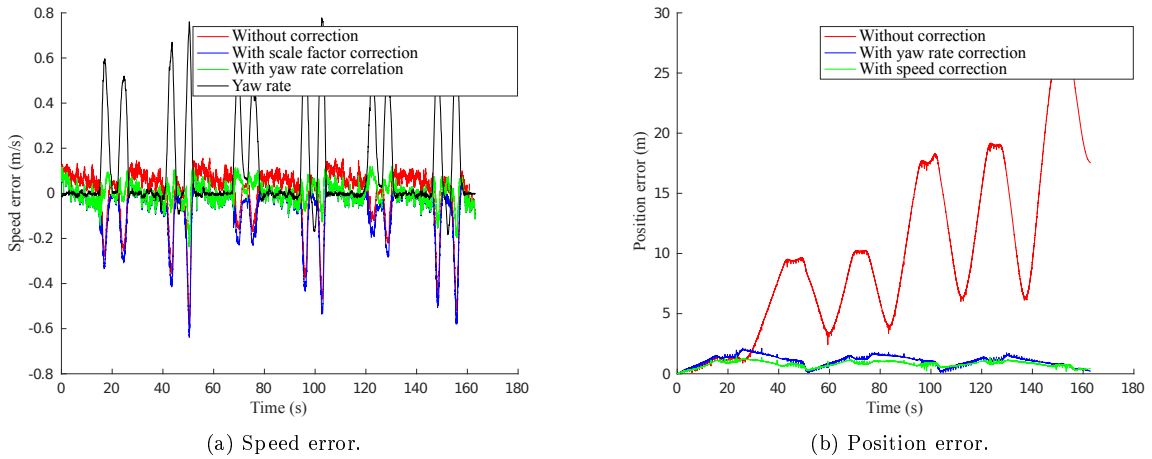 0.8
0.6
0.4
0.2
0
-0.2
-0.4
-0.6
-0.8
Speed error (m/s)
Without correction
With scale factor correction
With yaw rate correlation
Yaw rate
0 20 40 60 80 100 120 140 160 180
Time (s)
(a) Speed error.
30
25
20
15
10
5
0
Position error (m)
Without correction
With yaw rate correction
With speed correction
0 20 40 60 80 100 120 140 160 180
Time (s)
(b) Position error.